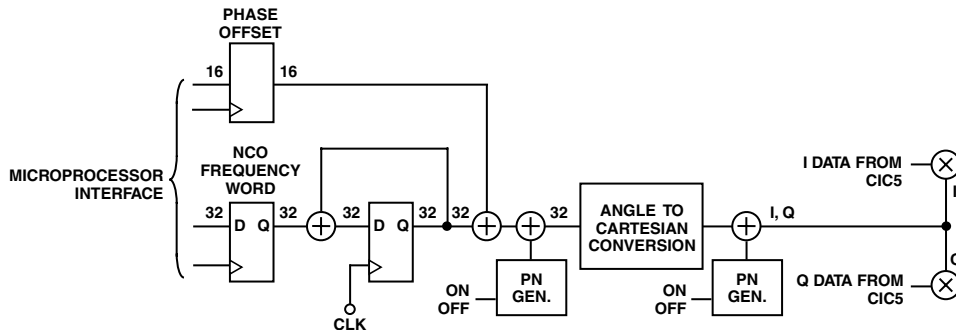 PHASE
OFFSET
16 16
NCO
FREQUENCY
WORD
MICROPROCESSOR
INTERFACE
32 D Q 32 32 D Q 32 32 32
ANGLE TO
CARTESIAN
CONVERSION
I, Q
I DATA FROM
CIC5
PN
GEN.
ON
OFF
PN
GEN.
ON
OFF
Q DATA FROM
CIC5
CLK